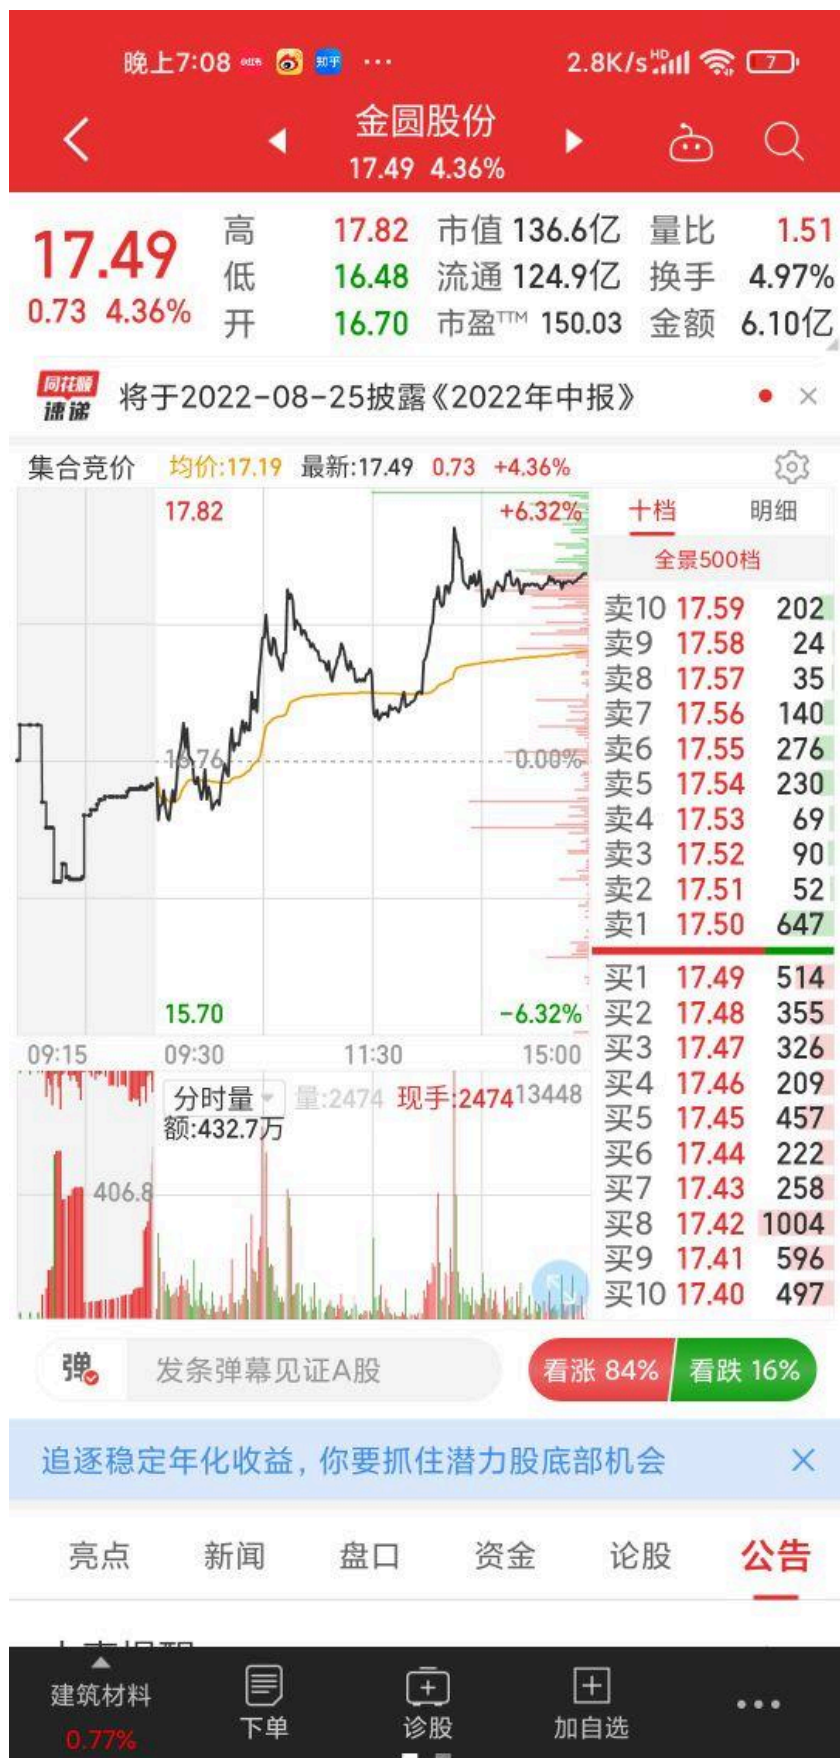 晚上7:08 知乎 ... 2.8K/s HD 7
金圆股份
17.49 4.36%
17.49
0.73 4.36%
高 17.82 市值 136.6亿 量比 1.51
低 16.48 流通 124.9亿 换手 4.97%
开 16.70 市盈TTM 150.03 金额 6.10亿
同花顺
速递
将于2022-08-25披露《2022年中报》
集合竞价 均价:17.19 最新:17.49 0.73 +4.36%
17.82 +6.32%
16.76 0.00%
15.70 -6.32%
09:15 09:30 11:30 15:00
十档 明细
全景500档
卖10 17.59 202
卖9 17.58 24
卖8 17.57 35
卖7 17.56 140
卖6 17.55 276
卖5 17.54 230
卖4 17.53 69
卖3 17.52 90
卖2 17.51 52
卖1 17.50 647
买1 17.49 514
买2 17.48 355
买3 17.47 326
买4 17.46 209
买5 17.45 457
买6 17.44 222
买7 17.43 258
买8 17.42 1004
买9 17.41 596
买10 17.40 497
分时量 量:2474 现手:2474 13448
额:432.7万
406.8
弹 发条弹幕见证A股 看涨 84% 看跌 16%
追逐稳定年化收益，你要抓住潜力股底部机会
亮点 新闻 盘口 资金 论股 公告
建筑材料
0.77%
下单 诊股 加自选